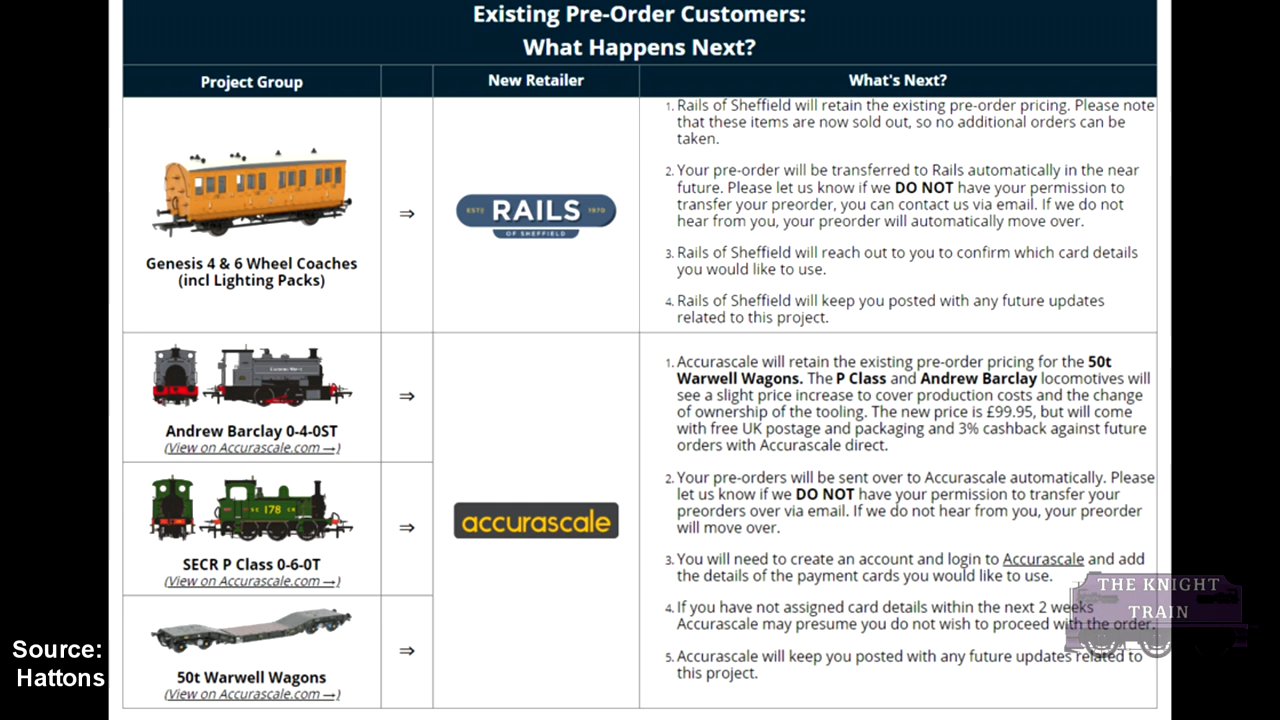 Existing Pre-Order Customers:
What Happens Next?
Project Group
New Retailer
What's Next?
Genesis 4 & 6 Wheel Coaches
(incl Lighting Packs)
⇒
ESTD RAILS 1970
OF SHEFFIELD
1. Rails of Sheffield will retain the existing pre-order pricing. Please note
that these items are now sold out, so no additional orders can be
taken.
2. Your pre-order will be transferred to Rails automatically in the near
future. Please let us know if we DO NOT have your permission to
transfer your preorder, you can contact us via email. If we do not
hear from you, your preorder will automatically move over.
3. Rails of Sheffield will reach out to you to confirm which card details
you would like to use.
4. Rails of Sheffield will keep you posted with any future updates
related to this project.
Andrew Barclay 0-4-0ST
(View on Accurascale.com →)
⇒
178
SECR P Class 0-6-0T
(View on Accurascale.com →)
⇒
50t Warwell Wagons
(View on Accurascale.com →)
⇒
accurascale
1. Accurascale will retain the existing pre-order pricing for the 50t
Warwell Wagons. The P Class and Andrew Barclay locomotives will
see a slight price increase to cover production costs and the change
of ownership of the tooling. The new price is £99.95, but will come
with free UK postage and packaging and 3% cashback against future
orders with Accurascale direct.
2. Your pre-orders will be sent over to Accurascale automatically. Please
let us know if we DO NOT have your permission to transfer your
preorders over via email. If we do not hear from you, your preorder
will move over.
3. You will need to create an account and login to Accurascale and add
the details of the payment cards you would like to use.
4. If you have not assigned card details within the next 2 weeks
Accurascale may presume you do not wish to proceed with the order.
5. Accurascale will keep you posted with any future updates related to
this project.
THE KNIGHT
TRAIN
Source:
Hattons